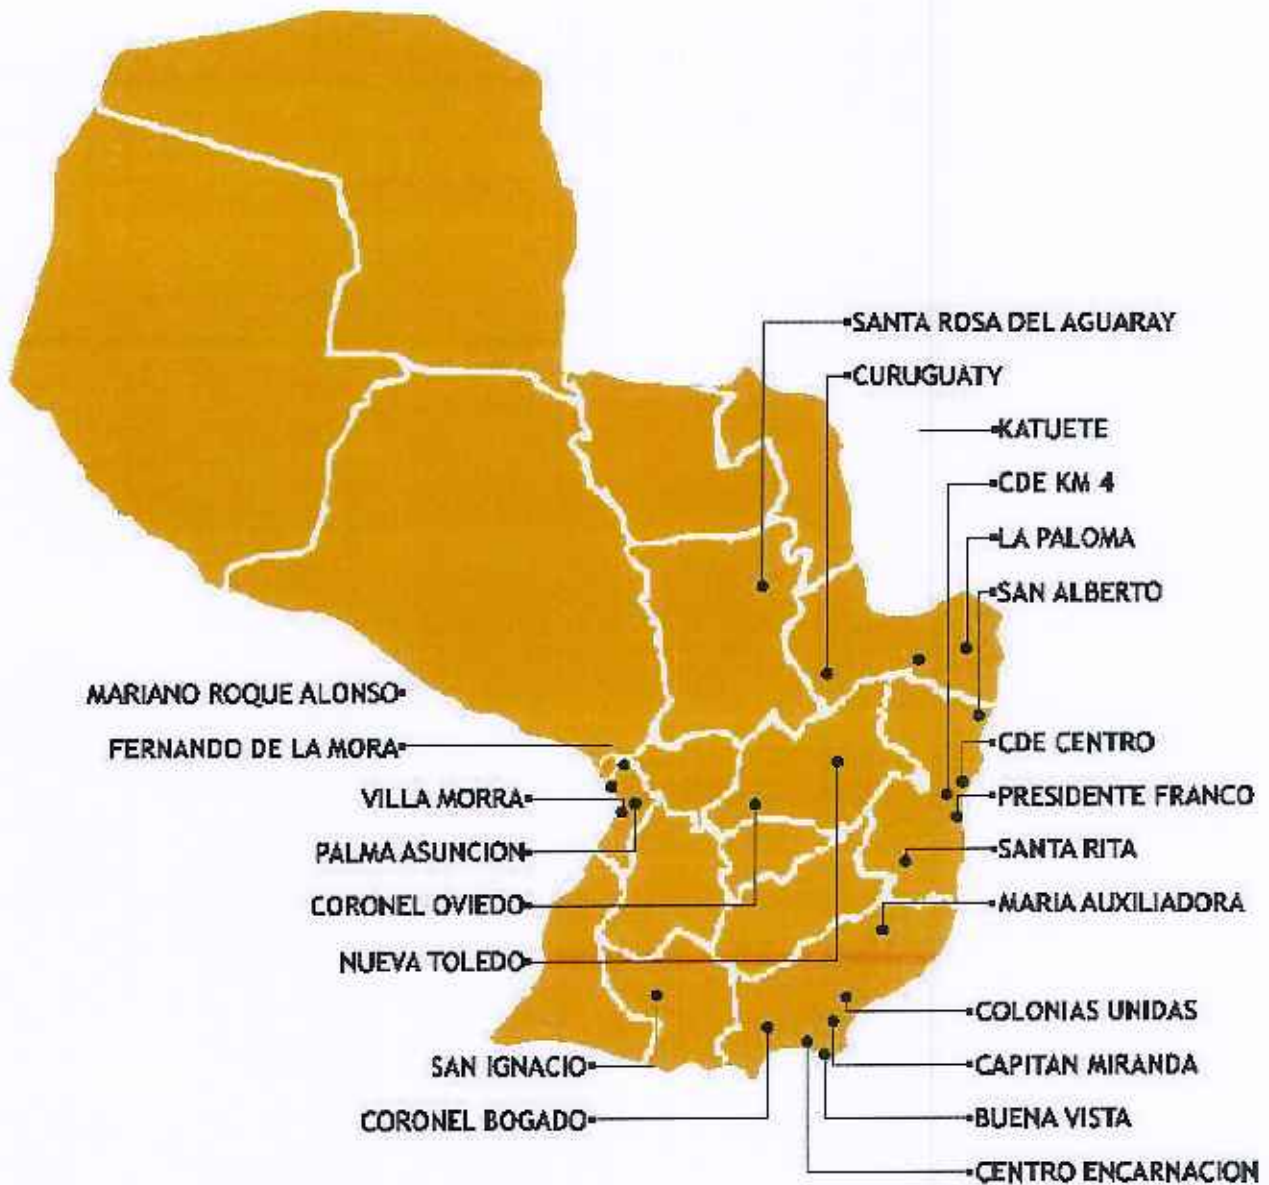 SANTA ROSA DEL AGUARAY
CURUGUATY
KATUETE
CDE KM 4
LA PALOMA
SAN ALBERTO
MARIANO ROQUE ALONSO
FERNANDO DE LA MORA
CDE CENTRO
VILLA MORRA
PRESIDENTE FRANCO
PALMA ASUNCION
SANTA RITA
CORONEL OVIEDO
MARIA AUXILIADORA
NUEVA TOLEDO
COLONIAS UNIDAS
SAN IGNACIO
CAPITAN MIRANDA
CORONEL BOGADO
BUENA VISTA
CENTRO ENCARNACION